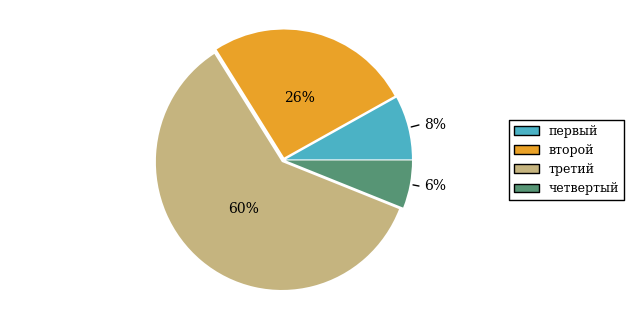 26%
8%
60%
6%
первый
второй
третий
четвертый